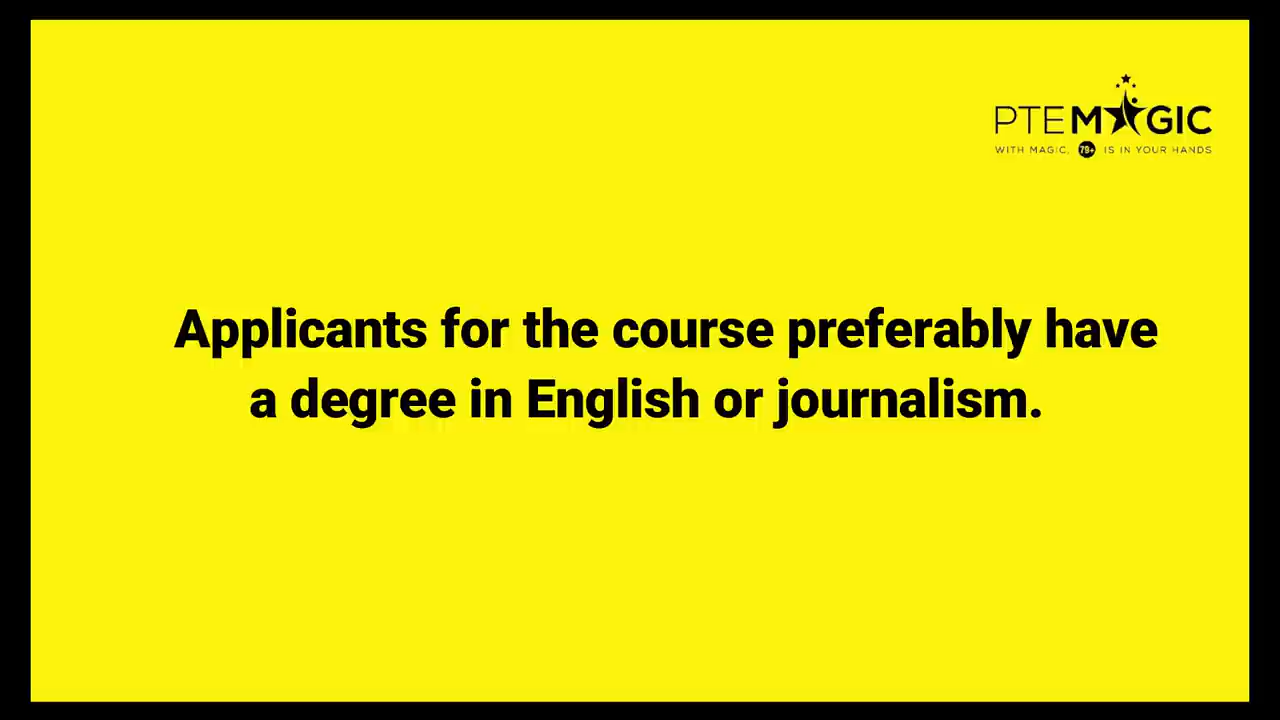 PTEMAGIC
WITH MAGIC, 79+ IS IN YOUR HANDS
Applicants for the course preferably have
a degree in English or journalism.